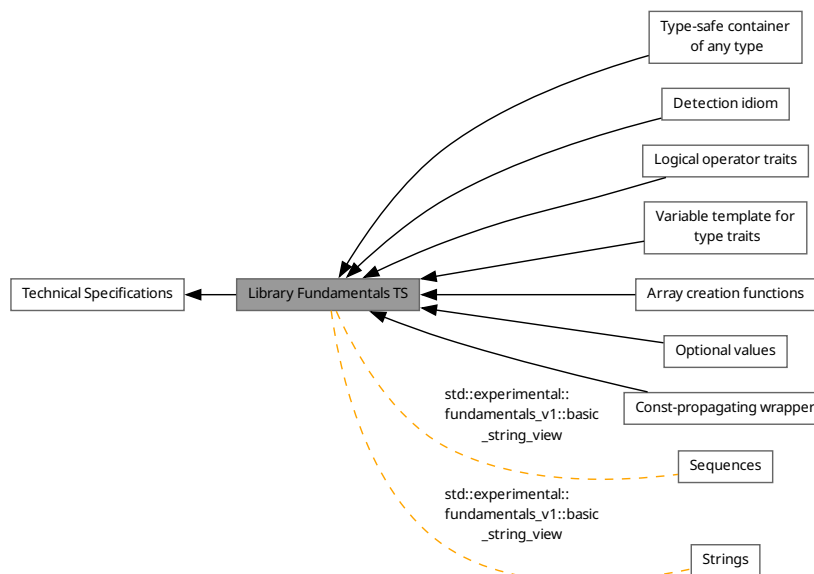 Type-safe container
of any type
Detection idiom
Logical operator traits
Variable template for
type traits
Technical Specifications
Library Fundamentals TS
Array creation functions
Optional values
Const-propagating wrapper
std::experimental::
fundamentals_v1::basic
_string_view
Sequences
std::experimental::
fundamentals_v1::basic
_string_view
Strings